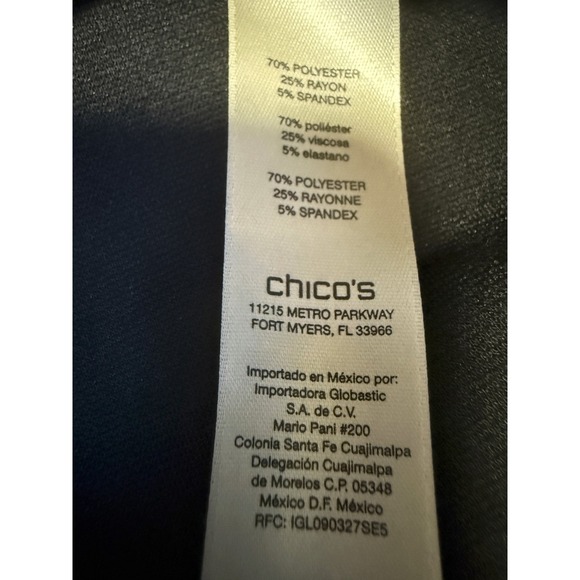 70% POLYESTER
25% RAYON
5% SPANDEX
70% poliéster
25% viscosa
5% elastano
70% POLYESTER
25% RAYONNE
5% SPANDEX
chico's
11215 METRO PARKWAY
FORT MYERS, FL 33966
Importado en México por:
Importadora Globastic
S.A. de C.V.
Mario Pani #200
Colonia Santa Fe Cuajimalpa
Delegación Cuajimalpa
de Morelos C.P. 05348
México D.F. México
RFC: IGL090327SE5